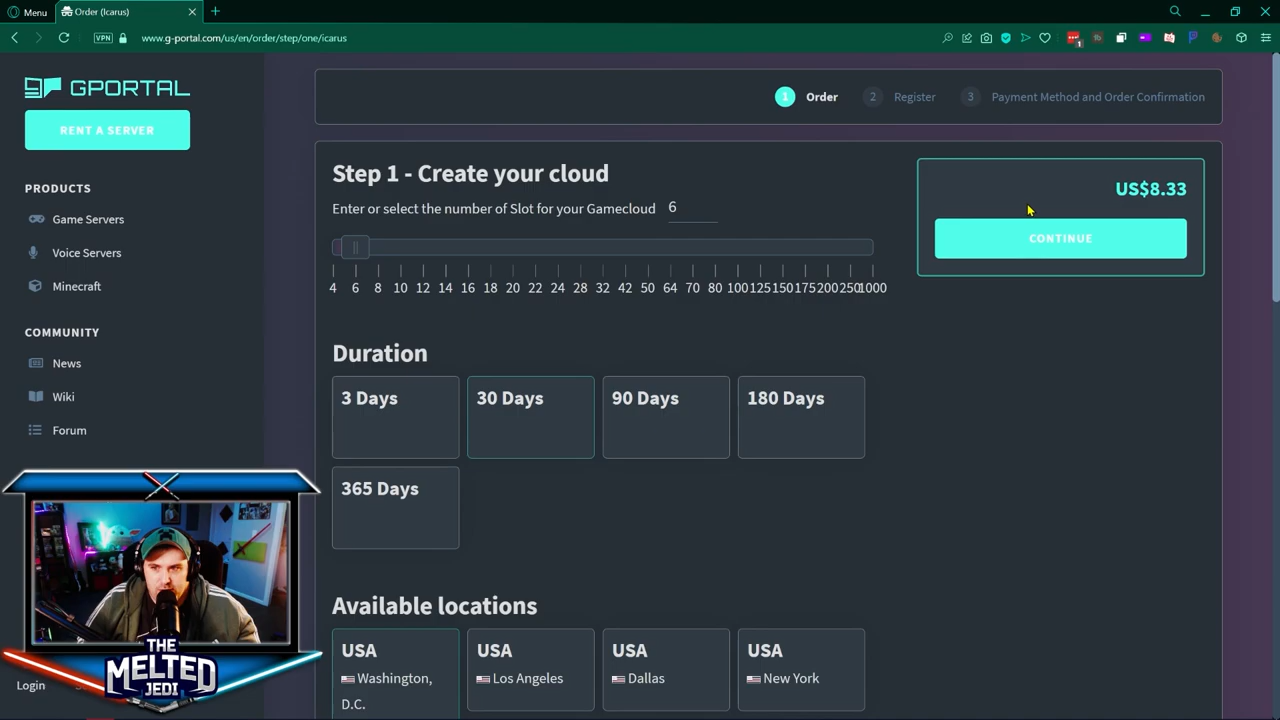 Menu
Order (Icarus)
VPN
www.g-portal.com/us/en/order/step/one/icarus
1
GPORTAL
RENT A SERVER
PRODUCTS
Game Servers
Voice Servers
Minecraft
COMMUNITY
News
Wiki
Forum
Login
1 Order
2 Register
3 Payment Method and Order Confirmation
Step 1 - Create your cloud
Enter or select the number of Slot for your Gamecloud 6
4 6 8 10 12 14 16 18 20 22 24 28 32 42 50 64 70 80 100 125 150 175 200 250 1000
US$8.33
CONTINUE
Duration
3 Days
30 Days
90 Days
180 Days
365 Days
Available locations
USA
Washington,
D.C.
USA
Los Angeles
USA
Dallas
USA
New York
THE
MELTED
JEDI